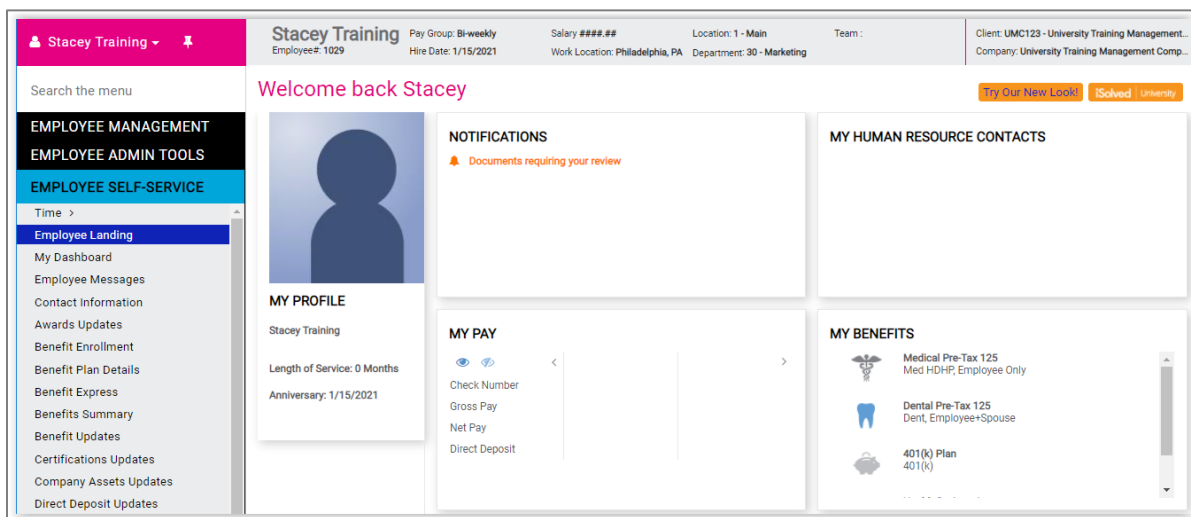 Stacey Training
Search the menu
EMPLOYEE MANAGEMENT
EMPLOYEE ADMIN TOOLS
EMPLOYEE SELF-SERVICE
Time >
Employee Landing
My Dashboard
Employee Messages
Contact Information
Awards Updates
Benefit Enrollment
Benefit Plan Details
Benefit Express
Benefits Summary
Benefit Updates
Certifications Updates
Company Assets Updates
Direct Deposit Updates
Stacey Training
Employee#: 1029
Pay Group: Bi-weekly
Hire Date: 1/15/2021
Salary ####.##
Work Location: Philadelphia, PA
Location: 1 - Main
Department: 30 - Marketing
Team :
Client: UMC123 - University Training Management...
Company: University Training Management Comp...
Welcome back Stacey
Try Our New Look!
iSolved University
MY PROFILE
Stacey Training
Length of Service: 0 Months
Anniversary: 1/15/2021
NOTIFICATIONS
Documents requiring your review
MY HUMAN RESOURCE CONTACTS
MY PAY
Check Number
Gross Pay
Net Pay
Direct Deposit
MY BENEFITS
Medical Pre-Tax 125
Med HDHP, Employee Only
Dental Pre-Tax 125
Dent, Employee+Spouse
401(k) Plan
401(k)